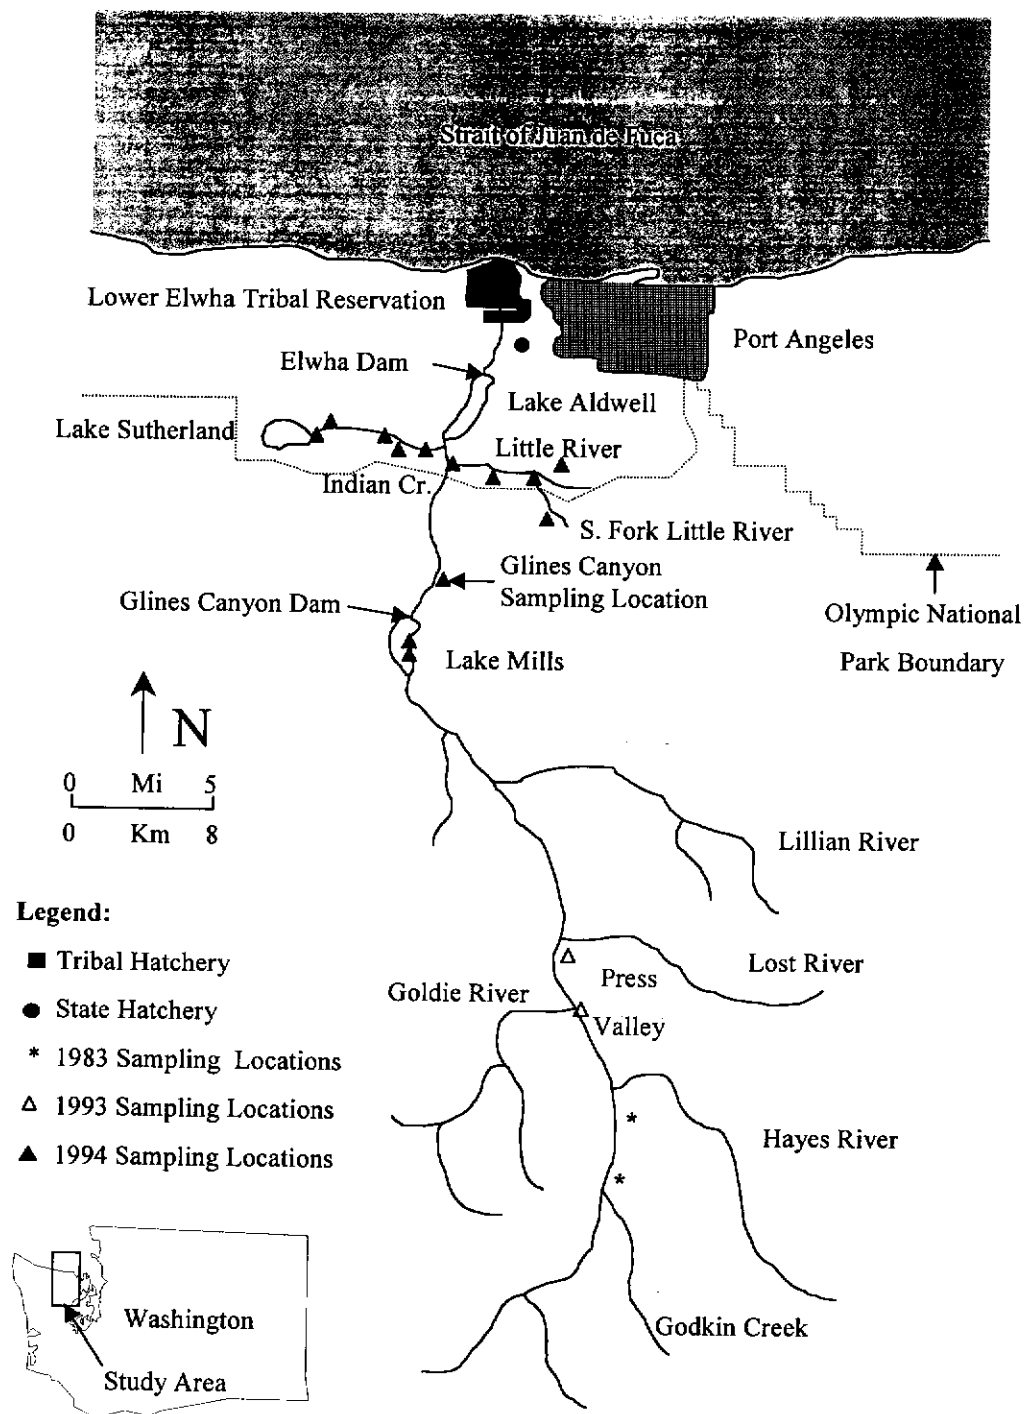 Strait of Juan de Fuca
Lower Elwha Tribal Reservation
Port Angeles
Elwha Dam
Lake Aldwell
Lake Sutherland
Little River
Indian Cr.
S. Fork Little River
Glines Canyon
Sampling Location
Glines Canyon Dam
Olympic National
Park Boundary
Lake Mills
N
0 Mi 5
0 Km 8
Lillian River
Legend:
Tribal Hatchery
State Hatchery
* 1983 Sampling Locations
1993 Sampling Locations
1994 Sampling Locations
Lost River
Press
Valley
Goldie River
Hayes River
Godkin Creek
Washington
Study Area